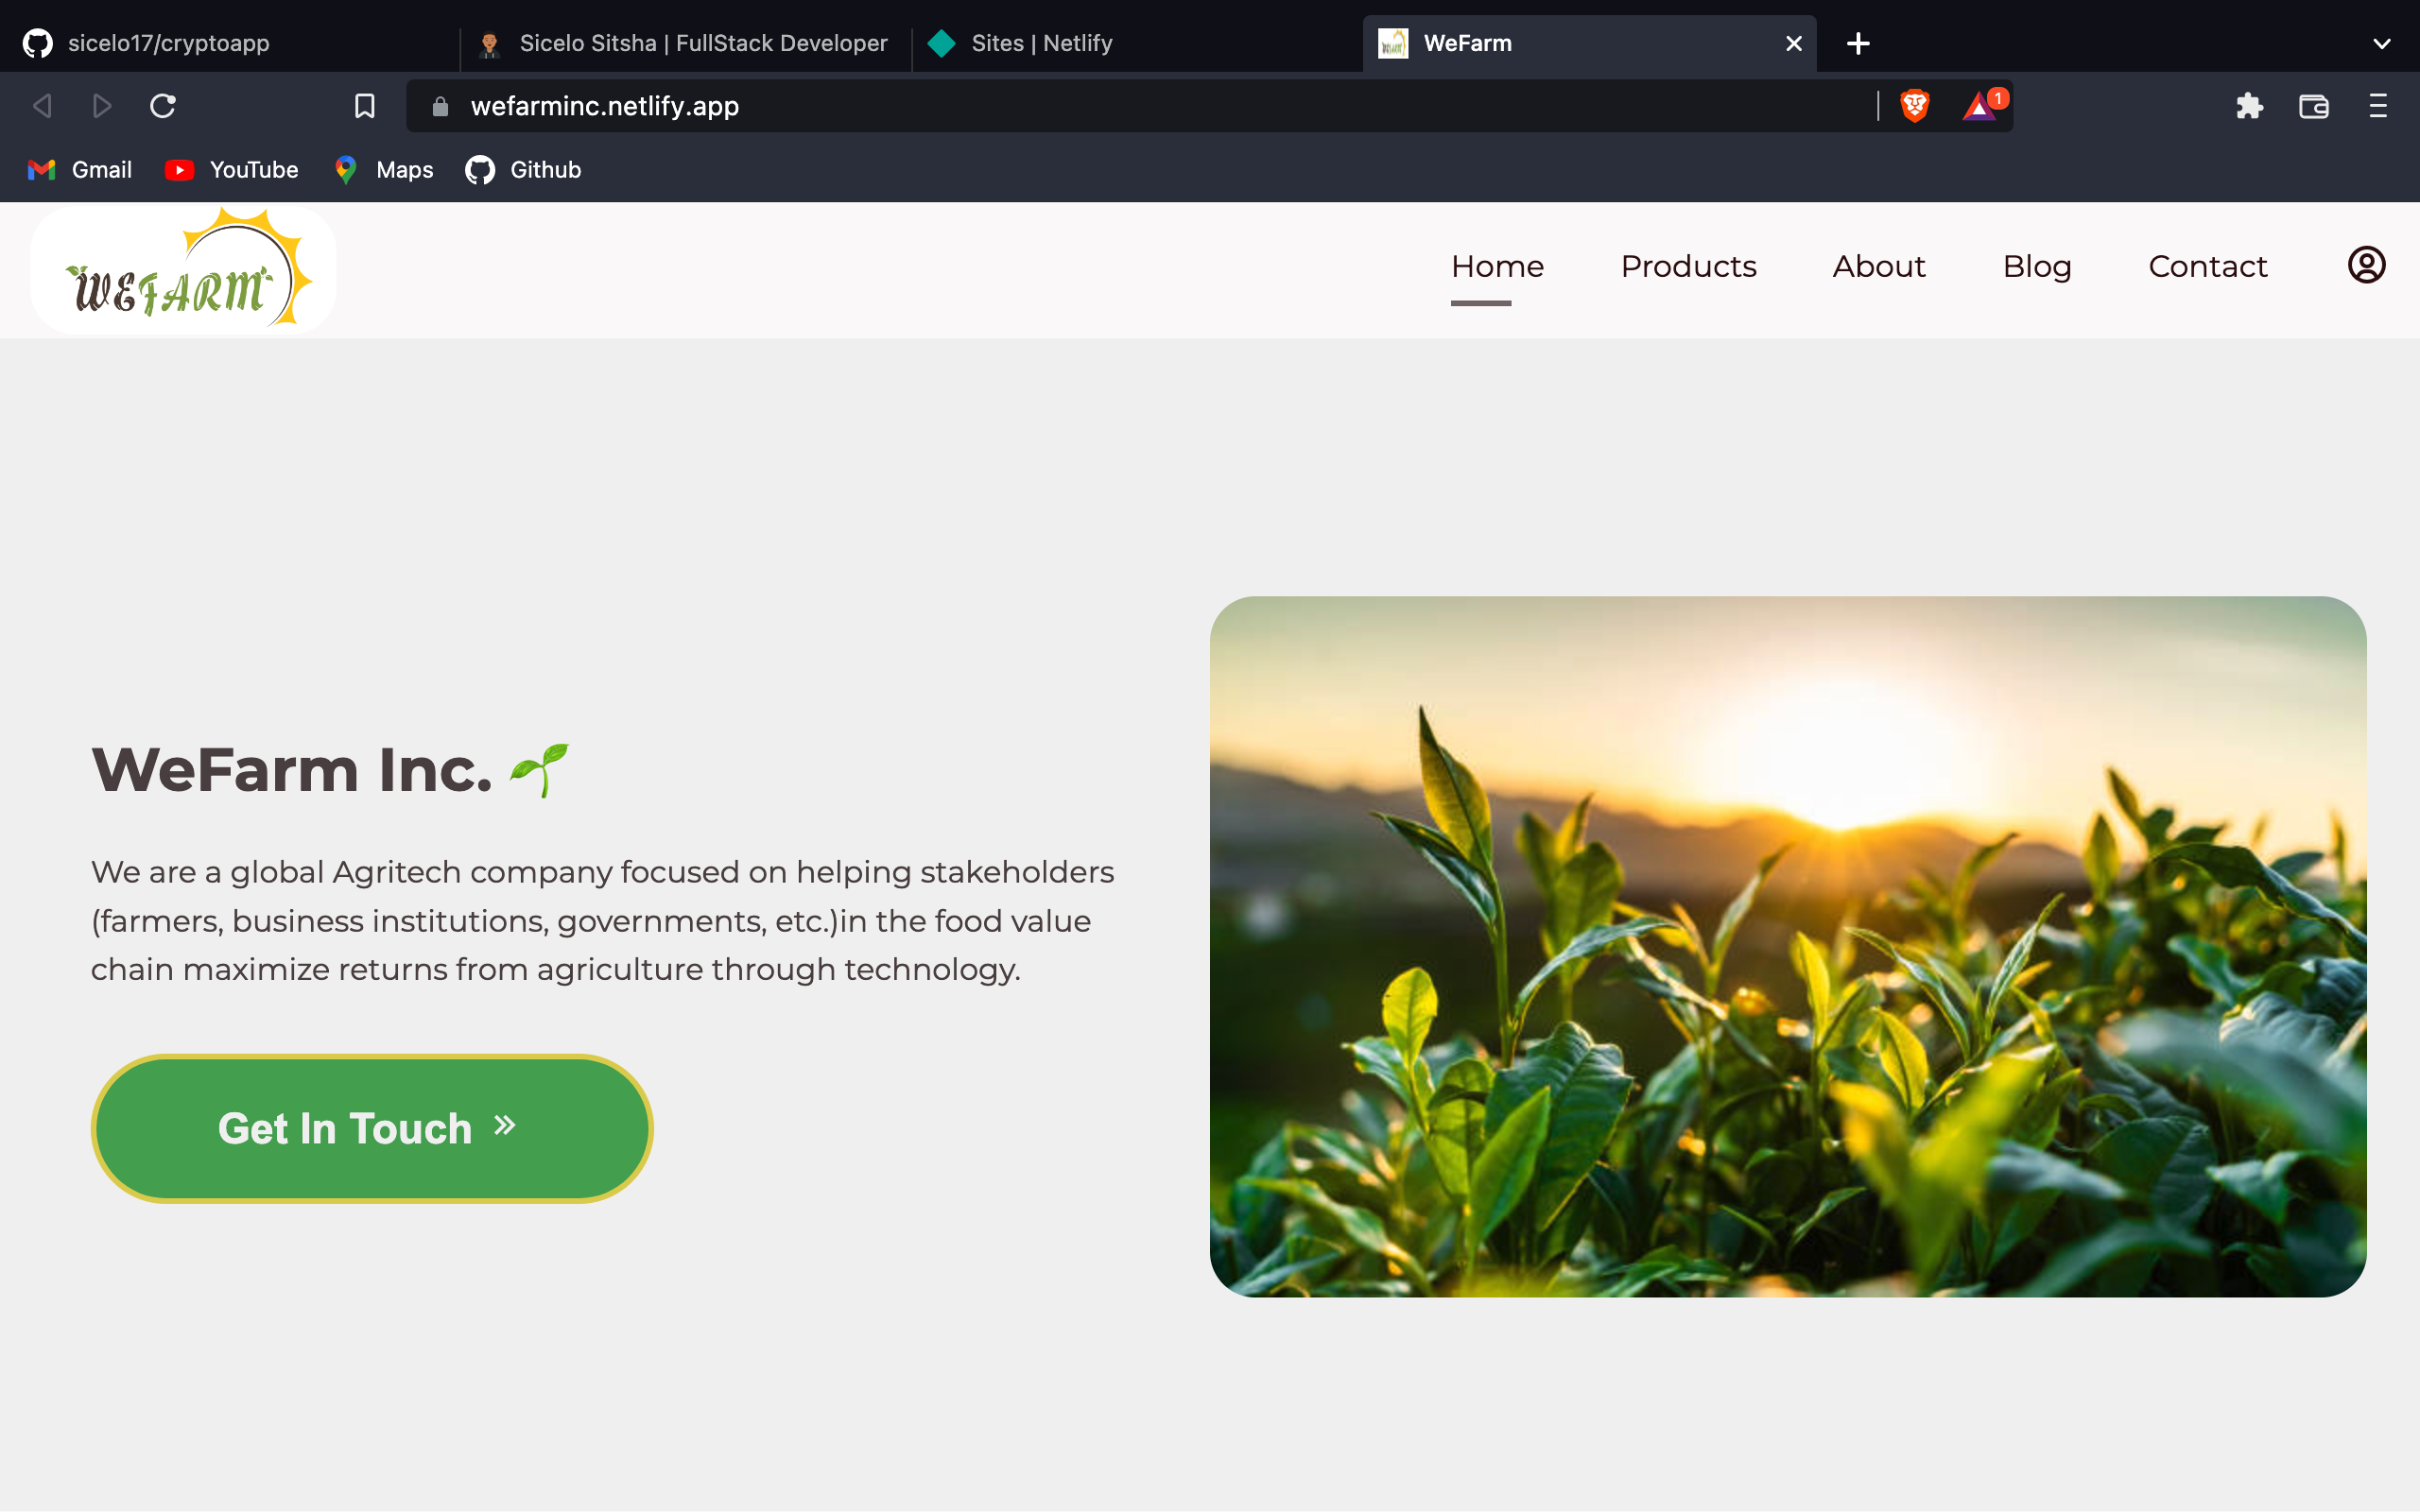 sicelo17/cryptoapp
Sicelo Sitsha | FullStack Developer
Sites | Netlify
WeFarm
wefarminc.netlify.app
1
Gmail
YouTube
Maps
Github
WEFARM
Home
Products
About
Blog
Contact
WeFarm Inc. 🌱
We are a global Agritech company focused on helping stakeholders
(farmers, business institutions, governments, etc.)in the food value
chain maximize returns from agriculture through technology.
Get In Touch »